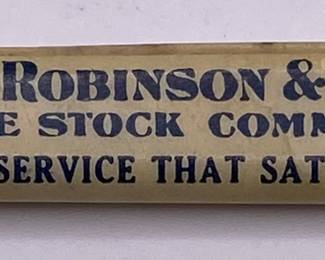 ROBINSON &
E STOCK COMM
SERVICE THAT SAT